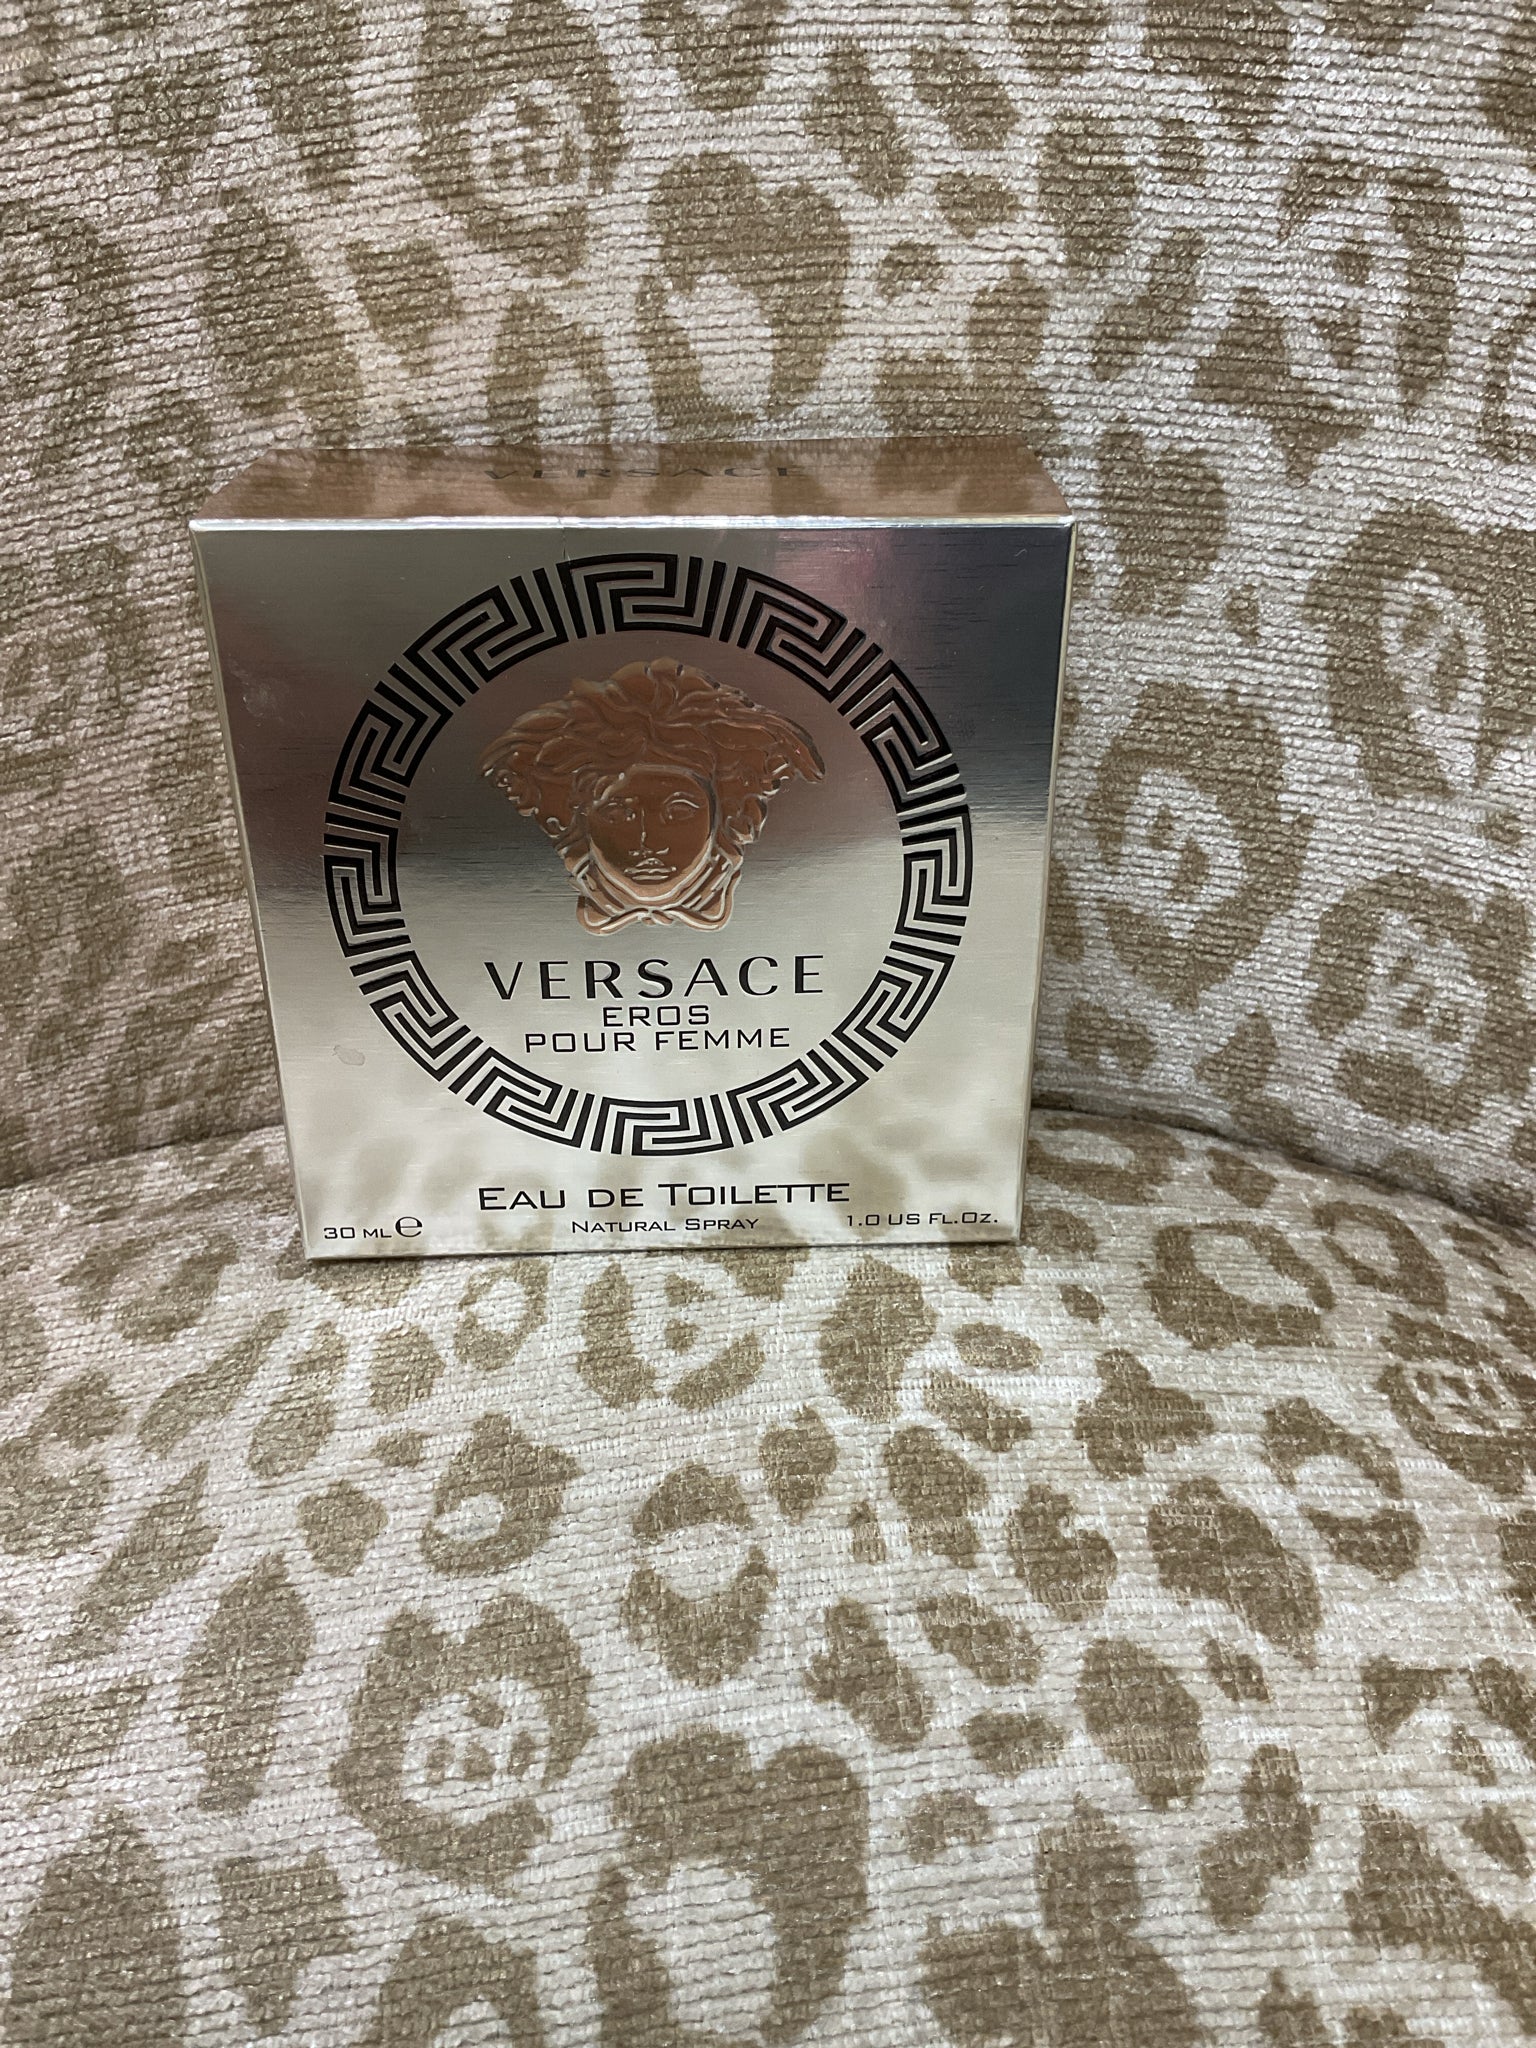 VERSACE
VERSACE
EROS
POUR FEMME
EAU DE TOILETTE
30 ML ℮
NATURAL SPRAY
1.0 US FL.OZ.